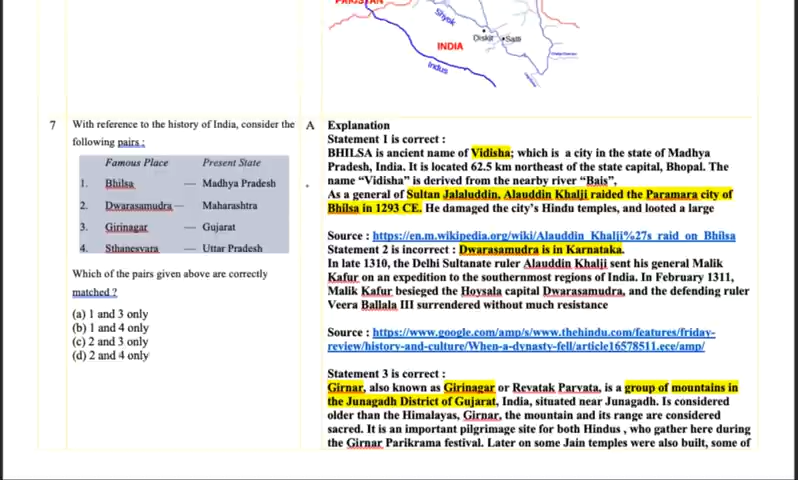 PAKISTAN
Shyok
Diskit
Satti
INDIA
Indus
7
With reference to the history of India, consider the
following pairs :
Famous Place Present State
1. Bhilsa — Madhya Pradesh
2. Dwarasamudra — Maharashtra
3. Girinagar — Gujarat
4. Sthanesvara — Uttar Pradesh
Which of the pairs given above are correctly
matched ?
(a) 1 and 3 only
(b) 1 and 4 only
(c) 2 and 3 only
(d) 2 and 4 only
A
Explanation
Statement 1 is correct :
BHILSA is ancient name of Vidisha; which is a city in the state of Madhya
Pradesh, India. It is located 62.5 km northeast of the state capital, Bhopal. The
name “Vidisha” is derived from the nearby river “Bais”,
As a general of Sultan Jalaluddin, Alauddin Khalji raided the Paramara city of
Bhilsa in 1293 CE. He damaged the city’s Hindu temples, and looted a large
Source : https://en.m.wikipedia.org/wiki/Alauddin_Khalji%27s_raid_on_Bhilsa
Statement 2 is incorrect : Dwarasamudra is in Karnataka.
In late 1310, the Delhi Sultanate ruler Alauddin Khalji sent his general Malik
Kafur on an expedition to the southernmost regions of India. In February 1311,
Malik Kafur besieged the Hoysala capital Dwarasamudra, and the defending ruler
Veera Ballala III surrendered without much resistance
Source : https://www.google.com/amp/s/www.thehindu.com/features/friday-
review/history-and-culture/When-a-dynasty-fell/article16578511.ece/amp/
Statement 3 is correct :
Girnar, also known as Girinagar or Revatak Parvata, is a group of mountains in
the Junagadh District of Gujarat, India, situated near Junagadh. Is considered
older than the Himalayas, Girnar, the mountain and its range are considered
sacred. It is an important pilgrimage site for both Hindus , who gather here during
the Girnar Parikrama festival. Later on some Jain temples were also built, some of